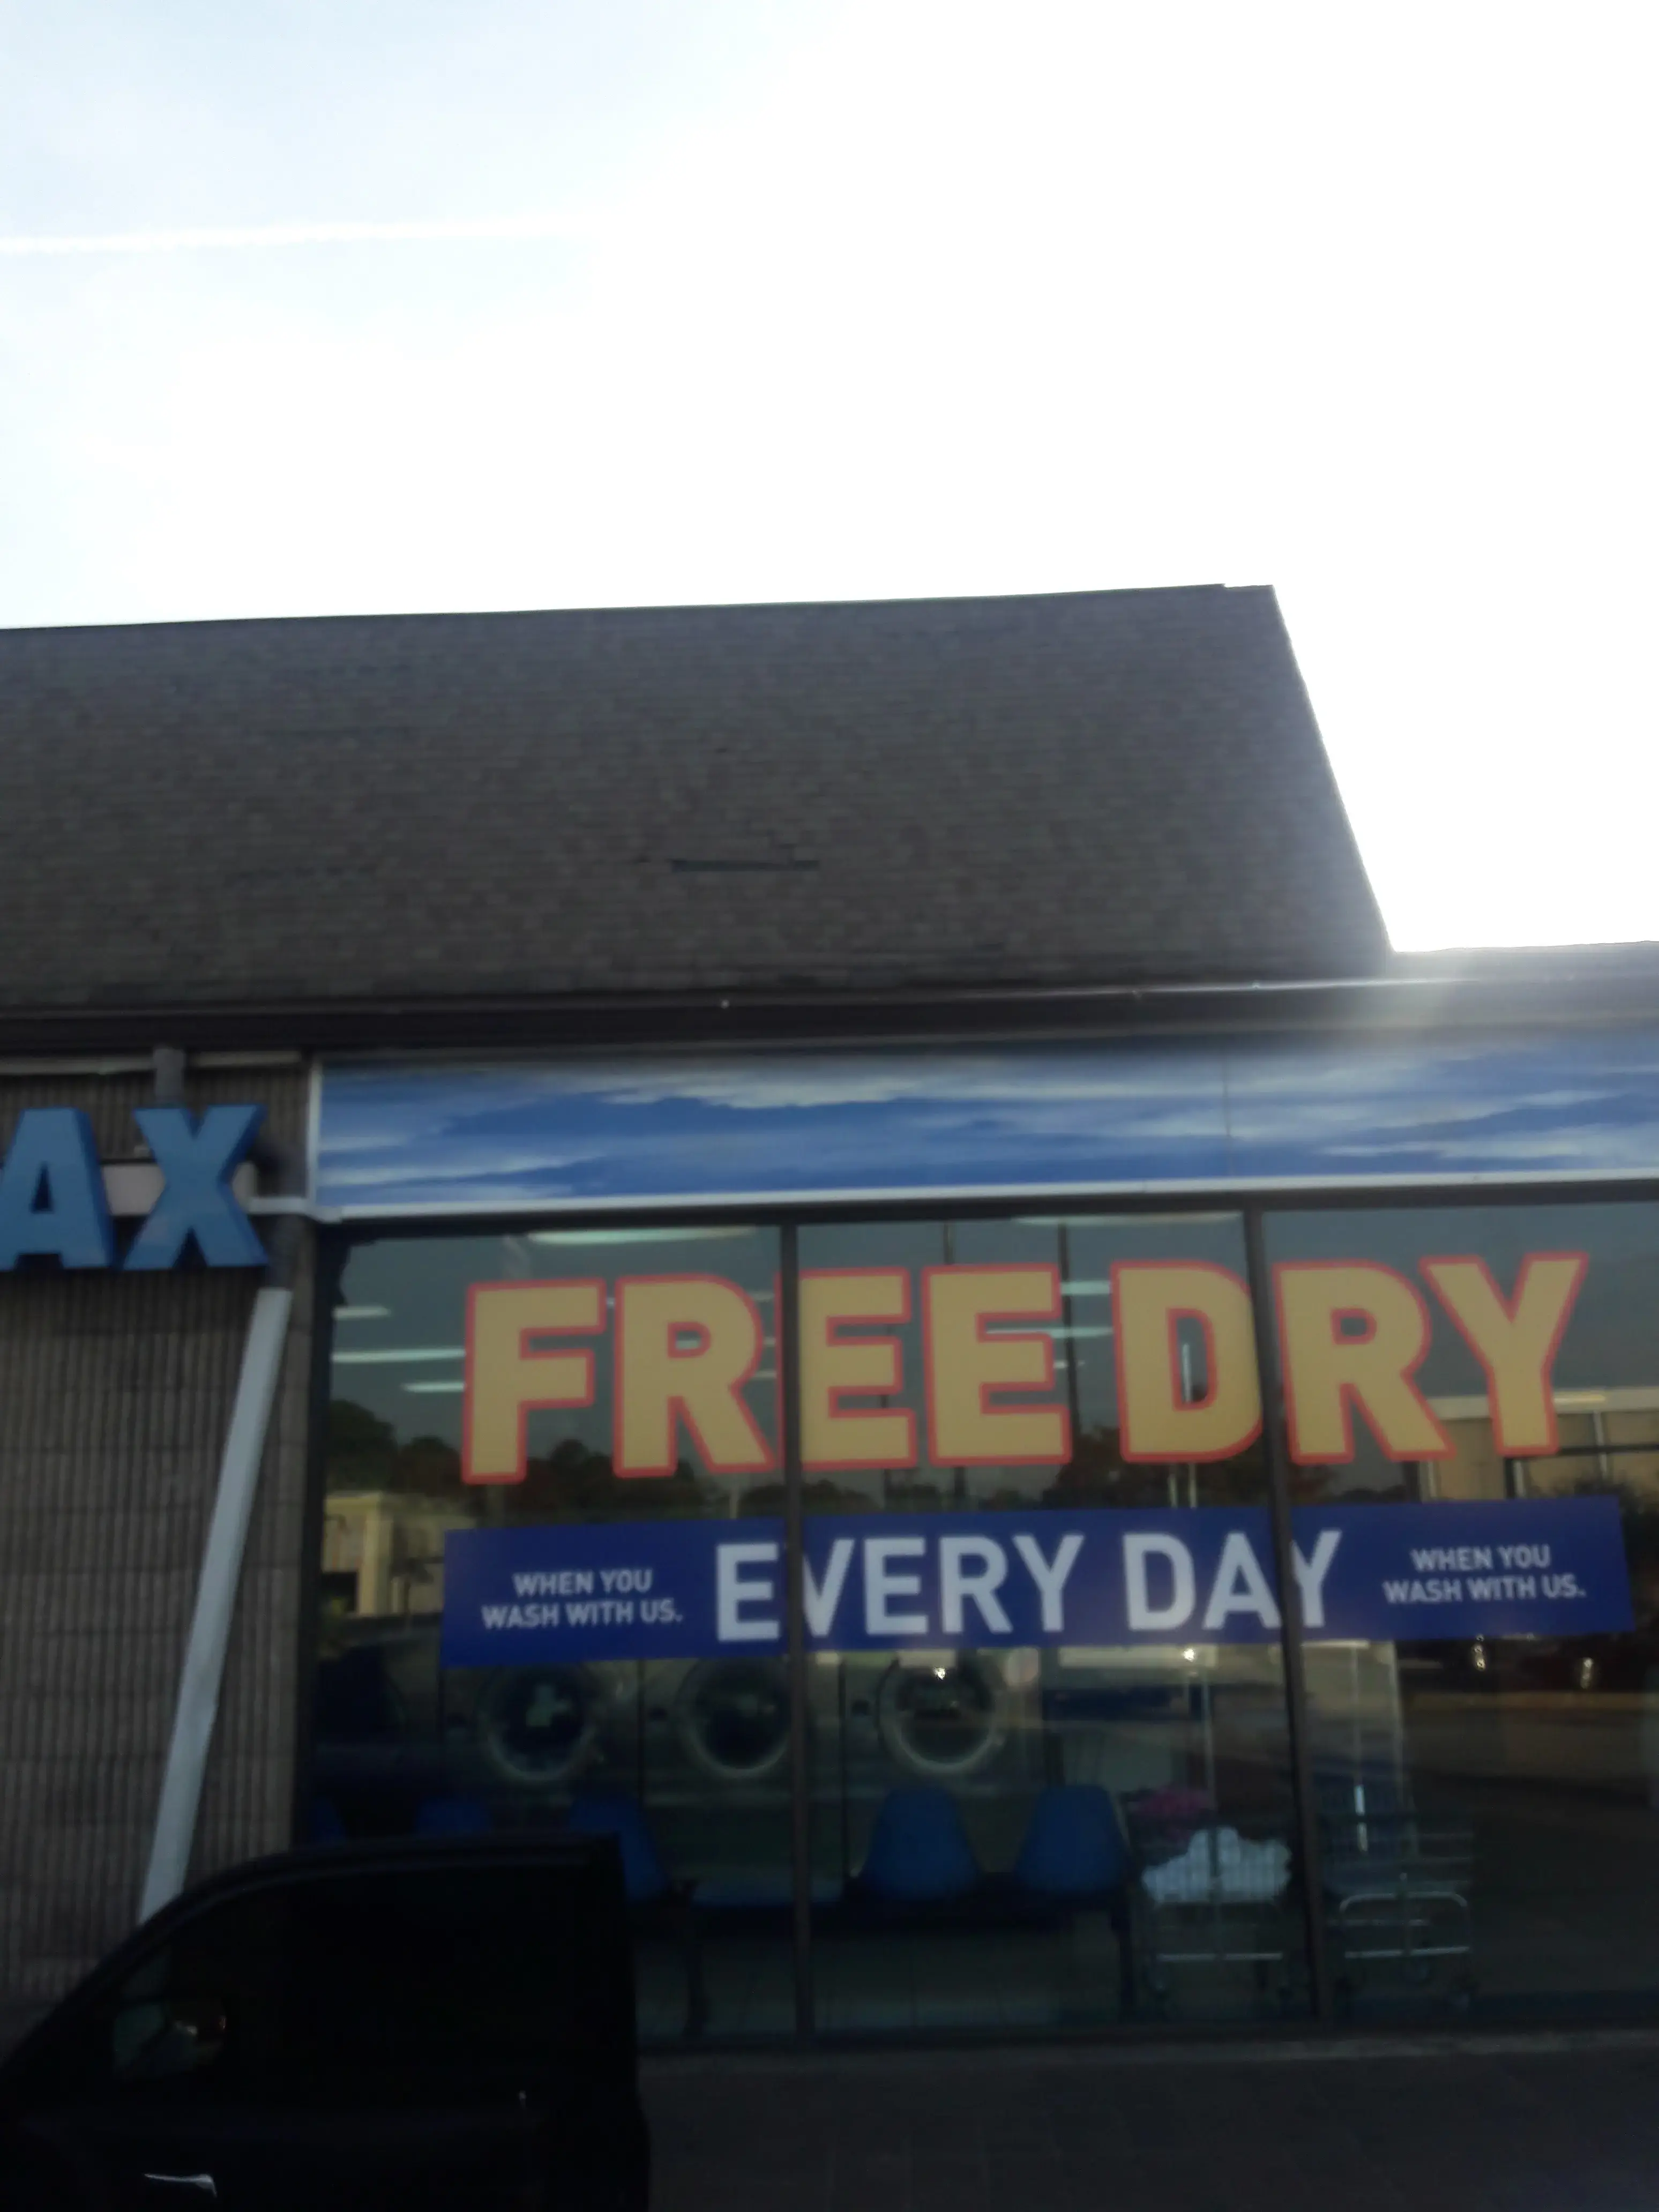 AX
FREE DRY
WHEN YOU
WASH WITH US.
EVERY DAY
WHEN YOU
WASH WITH US.